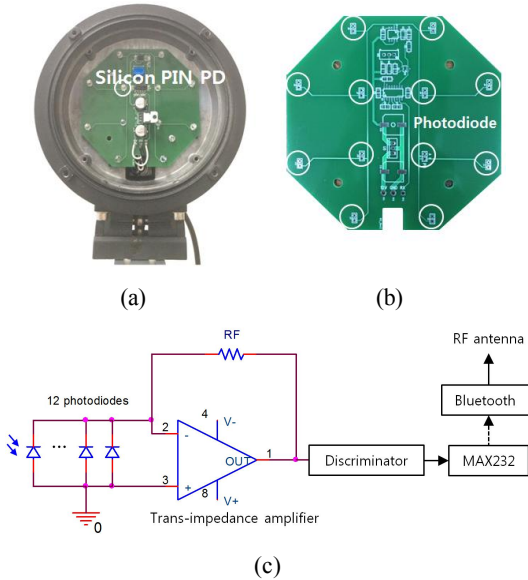 Silicon PIN PD
Photodiode
(a)
(b)
RF
12 photodiodes
2
-
4
V-
OUT
1
3
+
8
V+
0
Trans-impedance amplifier
Discriminator
MAX232
Bluetooth
RF antenna
(c)